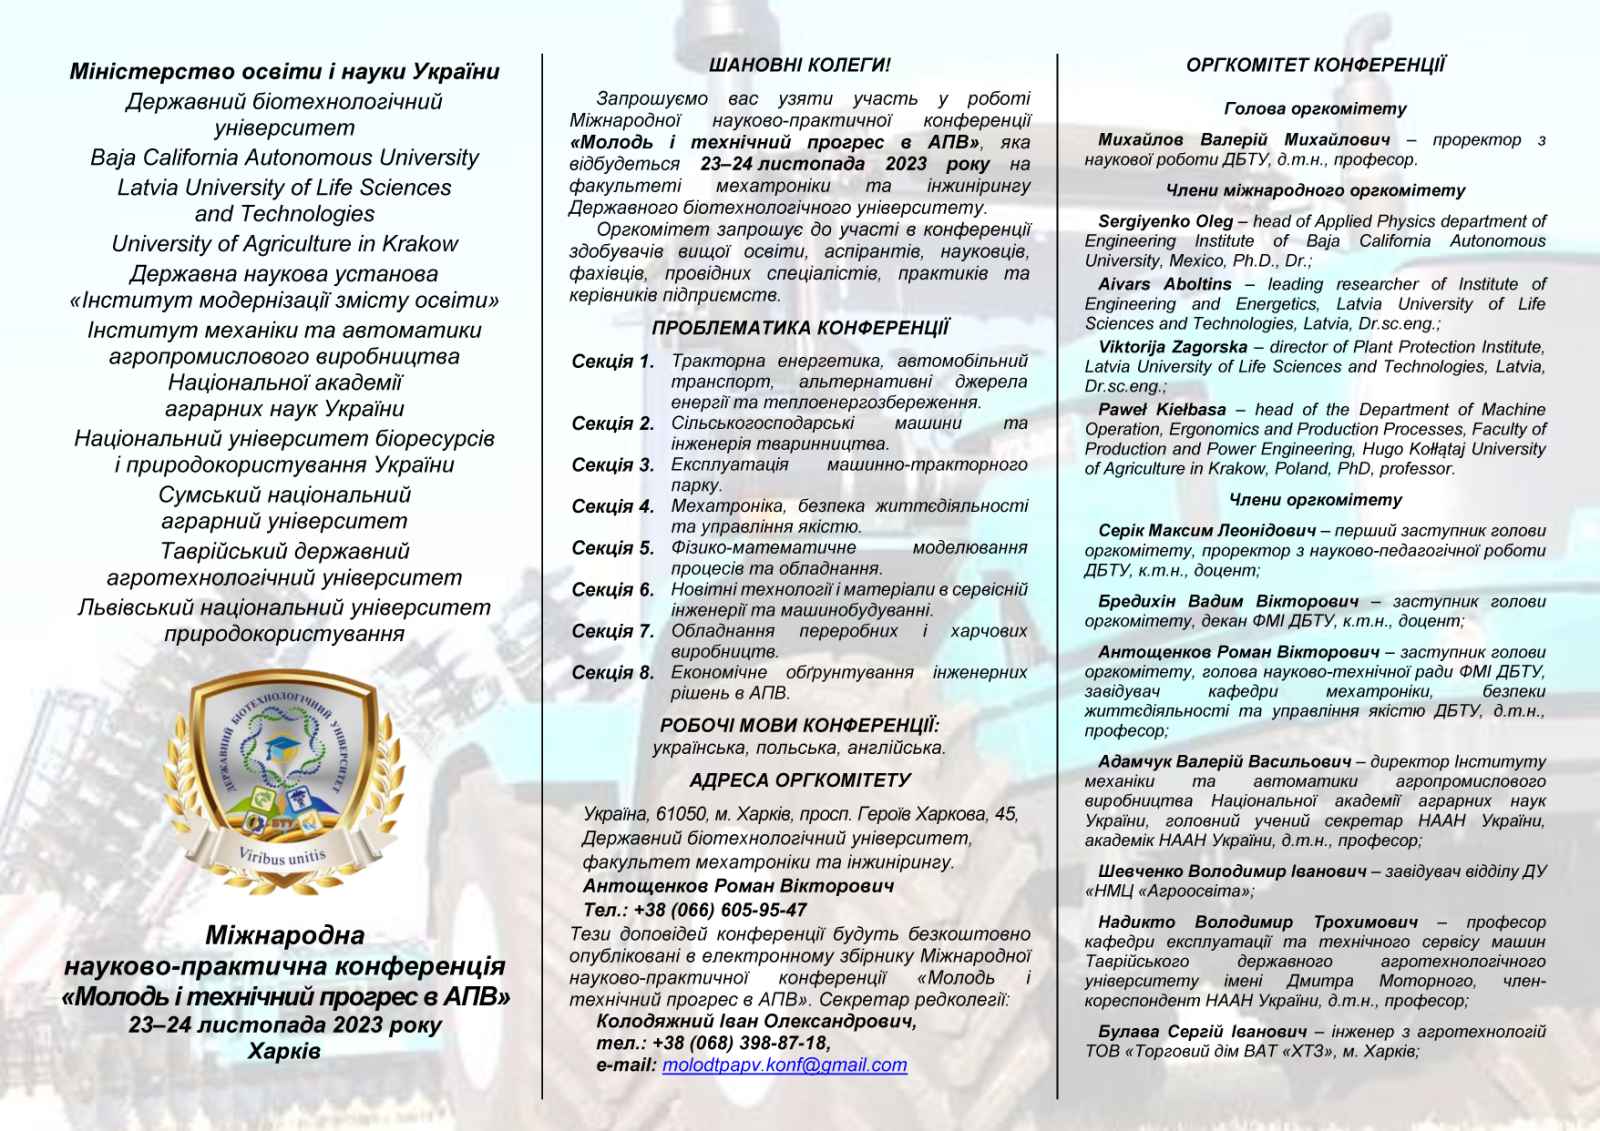 Міністерство освіти і науки України
Державний біотехнологічний
університет
Baja California Autonomous University
Latvia University of Life Sciences
and Technologies
University of Agriculture in Krakow
Державна наукова установа
«Інститут модернізації змісту освіти»
Інститут механіки та автоматики
агропромислового виробництва
Національної академії
аграрних наук України
Національний університет біоресурсів
і природокористування України
Сумський національний
аграрний університет
Таврійський державний
агротехнологічний університет
Львівський національний університет
природокористування
ДЕРЖАВНИЙ БІОТЕХНОЛОГІЧНИЙ УНІВЕРСИТЕТ
БТУ
Viribus unitis
Міжнародна
науково-практична конференція
«Молодь і технічний прогрес в АПВ»
23–24 листопада 2023 року
Харків
ШАНОВНІ КОЛЕГИ!
Запрошуємо вас узяти участь у роботі
Міжнародної науково-практичної конференції
«Молодь і технічний прогрес в АПВ», яка
відбудеться 23–24 листопада 2023 року на
факультеті мехатроніки та інжинірингу
Державного біотехнологічного університету.
Оргкомітет запрошує до участі в конференції
здобувачів вищої освіти, аспірантів, науковців,
фахівців, провідних спеціалістів, практиків та
керівників підприємств.
ПРОБЛЕМАТИКА КОНФЕРЕНЦІЇ
Секція 1. Тракторна енергетика, автомобільний
транспорт, альтернативні джерела
енергії та теплоенергозбереження.
Секція 2. Сільськогосподарські машини та
інженерія тваринництва.
Секція 3. Експлуатація машинно-тракторного
парку.
Секція 4. Мехатроніка, безпека життєдіяльності
та управління якістю.
Секція 5. Фізико-математичне моделювання
процесів та обладнання.
Секція 6. Новітні технології і матеріали в сервісній
інженерії та машинобудуванні.
Секція 7. Обладнання переробних і харчових
виробництв.
Секція 8. Економічне обґрунтування інженерних
рішень в АПВ.
РОБОЧІ МОВИ КОНФЕРЕНЦІЇ:
українська, польська, англійська.
АДРЕСА ОРГКОМІТЕТУ
Україна, 61050, м. Харків, просп. Героїв Харкова, 45,
Державний біотехнологічний університет,
факультет мехатроніки та інжинірингу.
Антощенков Роман Вікторович
Тел.: +38 (066) 605-95-47
Тези доповідей конференції будуть безкоштовно
опубліковані в електронному збірнику Міжнародної
науково-практичної конференції «Молодь і
технічний прогрес в АПВ». Секретар редколегії:
Колодяжний Іван Олександрович,
тел.: +38 (068) 398-87-18,
e-mail: molodtpapv.konf@gmail.com
ОРГКОМІТЕТ КОНФЕРЕНЦІЇ
Голова оргкомітету
Михайлов Валерій Михайлович – проректор з
наукової роботи ДБТУ, д.т.н., професор.
Члени міжнародного оргкомітету
Sergiyenko Oleg – head of Applied Physics department of
Engineering Institute of Baja California Autonomous
University, Mexico, Ph.D., Dr.;
Aivars Aboltins – leading researcher of Institute of
Engineering and Energetics, Latvia University of Life
Sciences and Technologies, Latvia, Dr.sc.eng.;
Viktorija Zagorska – director of Plant Protection Institute,
Latvia University of Life Sciences and Technologies, Latvia,
Dr.sc.eng.;
Paweł Kiełbasa – head of the Department of Machine
Operation, Ergonomics and Production Processes, Faculty of
Production and Power Engineering, Hugo Kołłątaj University
of Agriculture in Krakow, Poland, PhD, professor.
Члени оргкомітету
Серік Максим Леонідович – перший заступник голови
оргкомітету, проректор з науково-педагогічної роботи
ДБТУ, к.т.н., доцент;
Бредихін Вадим Вікторович – заступник голови
оргкомітету, декан ФМІ ДБТУ, к.т.н., доцент;
Антощенков Роман Вікторович – заступник голови
оргкомітету, голова науково-технічної ради ФМІ ДБТУ,
завідувач кафедри мехатроніки, безпеки
життєдіяльності та управління якістю ДБТУ, д.т.н.,
професор;
Адамчук Валерій Васильович – директор Інституту
механіки та автоматики агропромислового
виробництва Національної академії аграрних наук
України, головний учений секретар НААН України,
академік НААН України, д.т.н., професор;
Шевченко Володимир Іванович – завідувач відділу ДУ
«НМЦ «Агроосвіта»;
Надикто Володимир Трохимович – професор
кафедри експлуатації та технічного сервісу машин
Таврійського державного агротехнологічного
університету імені Дмитра Моторного, член-
кореспондент НААН України, д.т.н., професор;
Булава Сергій Іванович – інженер з агротехнологій
ТОВ «Торговий дім ВАТ «ХТЗ», м. Харків;